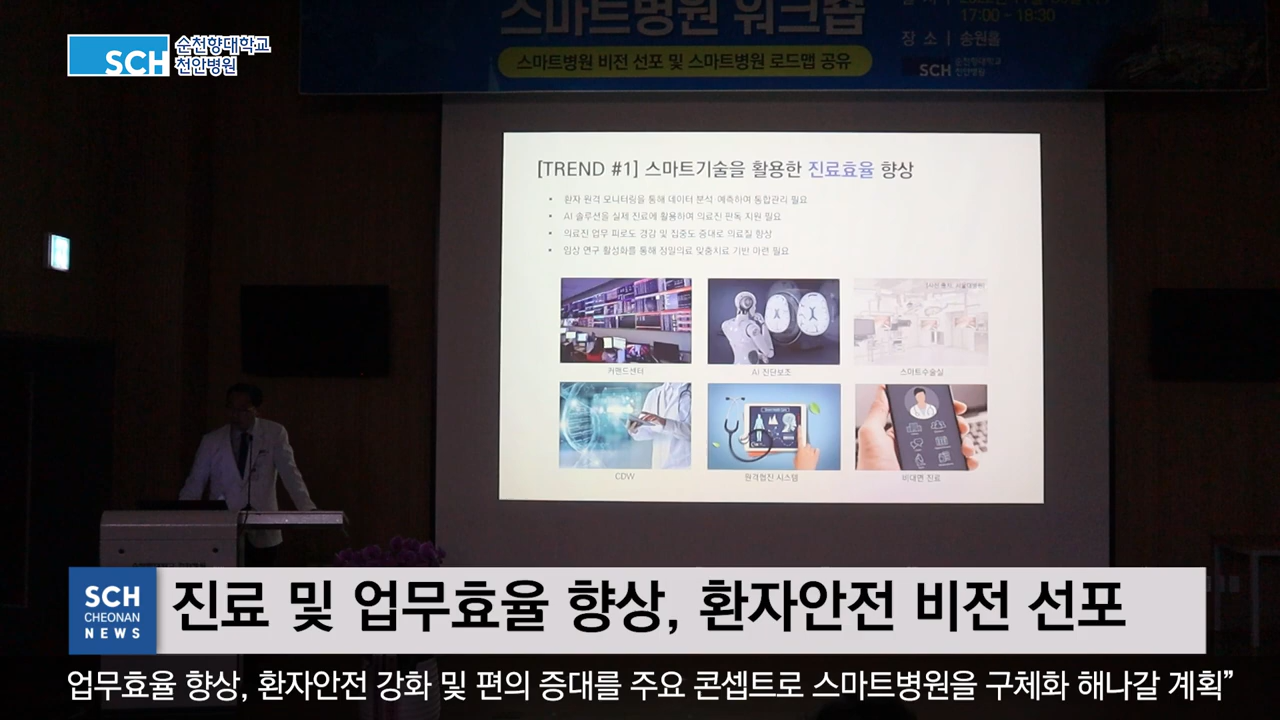 스마트병원 워크숍
17:00 - 18:30
장 소 | 송원홀
스마트병원 비전 선포 및 스마트병원 로드맵 공유
SCH 순천향대학교
천안병원
SCH 순천향대학교
천안병원
[TREND #1] 스마트기술을 활용한 진료효율 향상
• 환자 원격 모니터링을 통해 데이터 분석 예측하여 통합관리 필요
• AI 솔루션을 실제 진료에 활용하여 의료진 판독 지원 필요
• 의료진 업무 피로도 경감 및 집중도 증대로 의료질 향상
• 임상 연구 활성화를 통해 정밀의료 맞춤치료 기반 마련 필요
커맨드센터
AI 진단보조
스마트수술실
CDW
원격협진 시스템
비대면 진료
SCH
CHEONAN
NEWS
진료 및 업무효율 향상, 환자안전 비전 선포
업무효율 향상, 환자안전 강화 및 편의 증대를 주요 콘셉트로 스마트병원을 구체화 해나갈 계획”